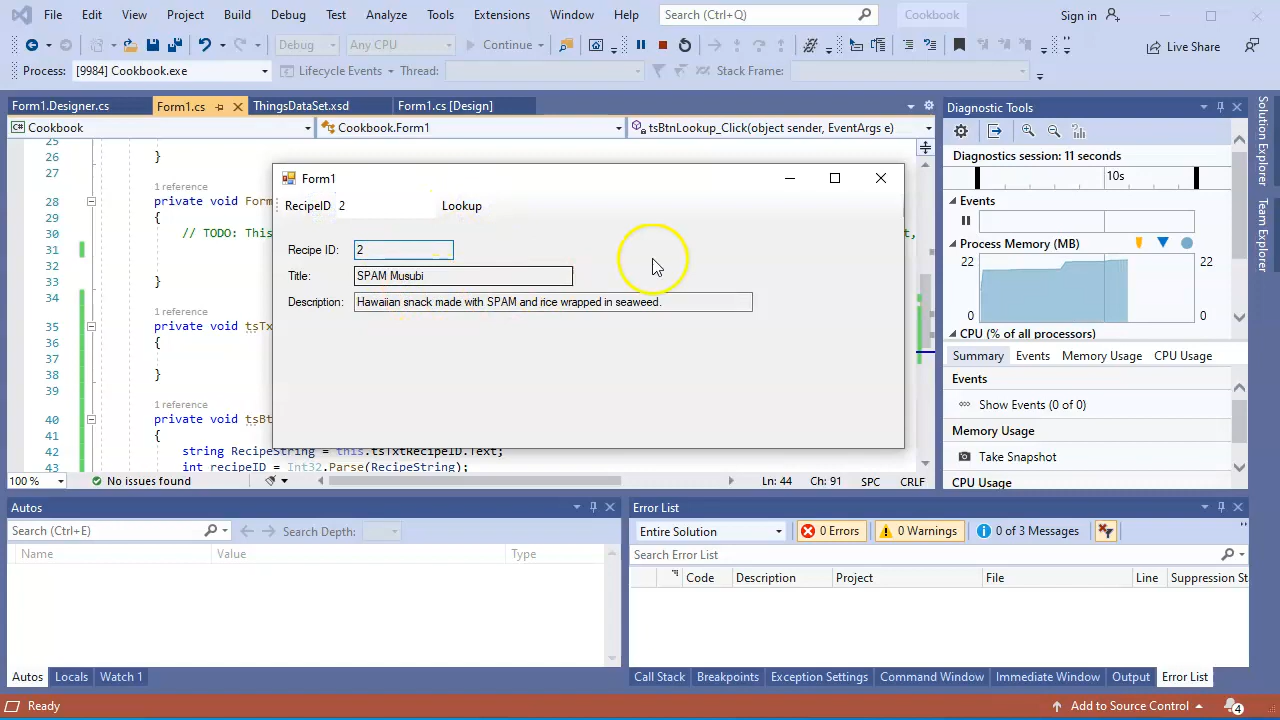 File Edit View Project Build Debug Test Analyze Tools Extensions Window Help Search (Ctrl+Q) Cookbook Sign in
Debug Any CPU Continue Live Share
Process: [9984] Cookbook.exe Lifecycle Events Thread: Stack Frame:
Form1.Designer.cs Form1.cs ThingsDataSet.xsd Form1.cs [Design]
Cookbook Cookbook.Form1 tsBtnLookup_Click(object sender, EventArgs e)
25
26 }
27
1 reference
28 private void Form
29 {
30 // TODO: This
31
32
33 }
34
1 reference
35 private void tsTx
36 {
37
38 }
39
1 reference
40 private void tsBt
41 {
42 string RecipeString = this.tsTxtRecipeID.Text;
43 int recipeID = Int32.Parse(RecipeString);
Form1
RecipeID 2 Lookup
Recipe ID: 2
Title: SPAM Musubi
Description: Hawaiian snack made with SPAM and rice wrapped in seaweed.
100 % No issues found Ln: 44 Ch: 91 SPC CRLF
Diagnostic Tools
Diagnostics session: 11 seconds
10s
Events
Process Memory (MB)
22 22
0 0
CPU (% of all processors)
Summary Events Memory Usage CPU Usage
Events
Show Events (0 of 0)
Memory Usage
Take Snapshot
CPU Usage
Solution Explorer
Team Explorer
Autos
Search (Ctrl+E) Search Depth:
Name Value Type
Autos Locals Watch 1
Error List
Entire Solution 0 Errors 0 Warnings 0 of 3 Messages
Search Error List
Code Description Project File Line Suppression St
Call Stack Breakpoints Exception Settings Command Window Immediate Window Output Error List
Ready Add to Source Control 4